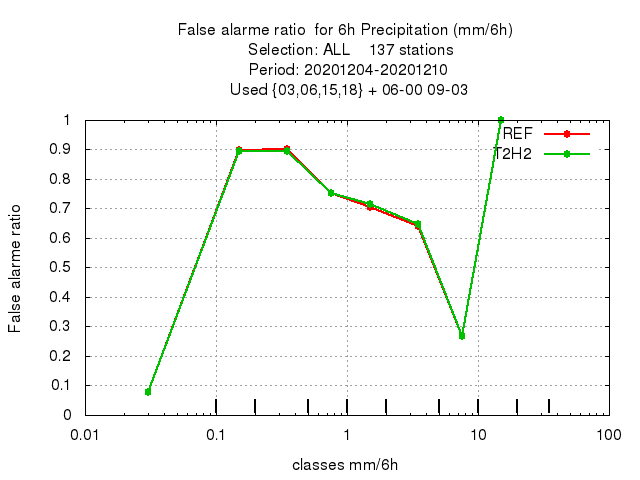 False alarme ratio  for 6h Precipitation (mm/6h)
Selection: ALL    137 stations
Period: 20201204-20201210
Used {03,06,15,18} + 06-00 09-03
REF
T2H2
False alarme ratio
1
0.9
0.8
0.7
0.6
0.5
0.4
0.3
0.2
0.1
0
0.01 0.1 1 10 100
classes mm/6h